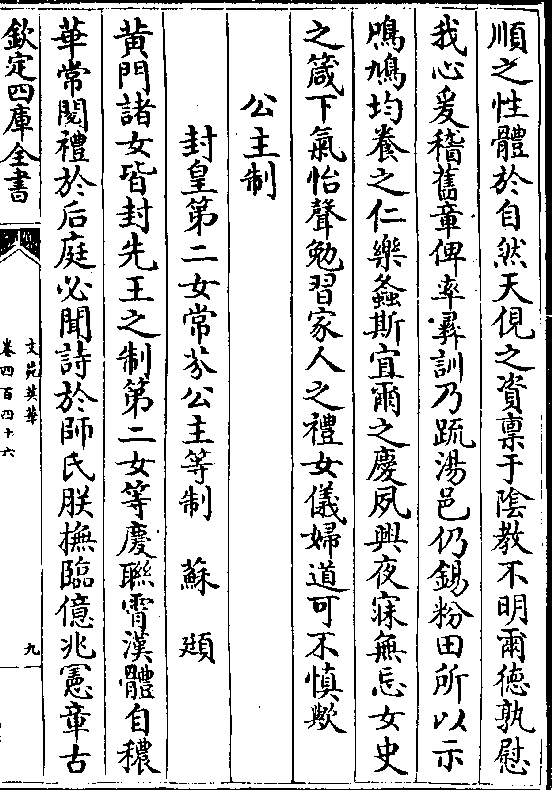 順之性體於自然天俔之資禀于陰教不明爾徳孰慰
我心爰稽舊章俾率彛訓乃䟽湯邑仍錫粉田所以示
鳲鳩均養之仁樂螽斯宜爾之慶夙興夜寐無忘女史
之箴下氣怡聲勉習家人之禮女儀婦道可不慎歟
公主制
封皇第二女常芬公主等制 蘇頲
黄門諸女皆封先王之制第二女等慶聯霄漢體自穠
華常閱禮於后庭必聞詩於師氏朕撫臨億兆憲章古
欽定四庫全書
文苑英華
卷四百四十六
九